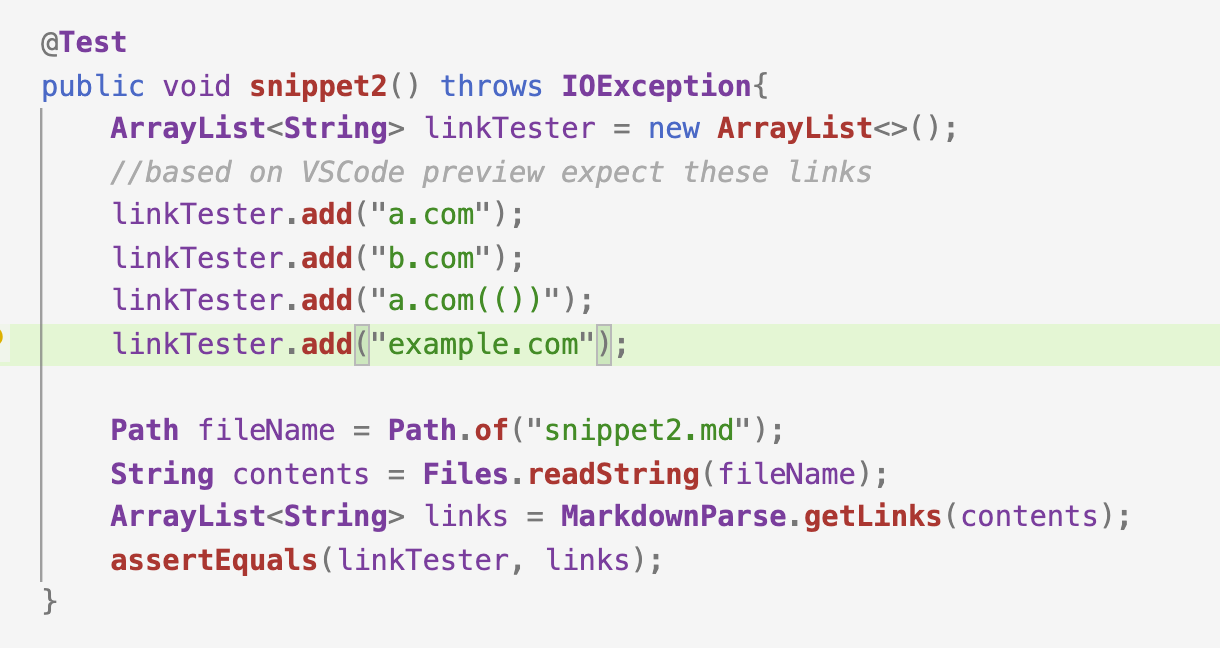 @Test
public void snippet2() throws IOException{
ArrayList<String> linkTester = new ArrayList<>();
//based on VSCode preview expect these links
linkTester.add("a.com");
linkTester.add("b.com");
linkTester.add("a.com(())");
linkTester.add("example.com");
Path fileName = Path.of("snippet2.md");
String contents = Files.readString(fileName);
ArrayList<String> links = MarkdownParse.getLinks(contents);
assertEquals(linkTester, links);
}